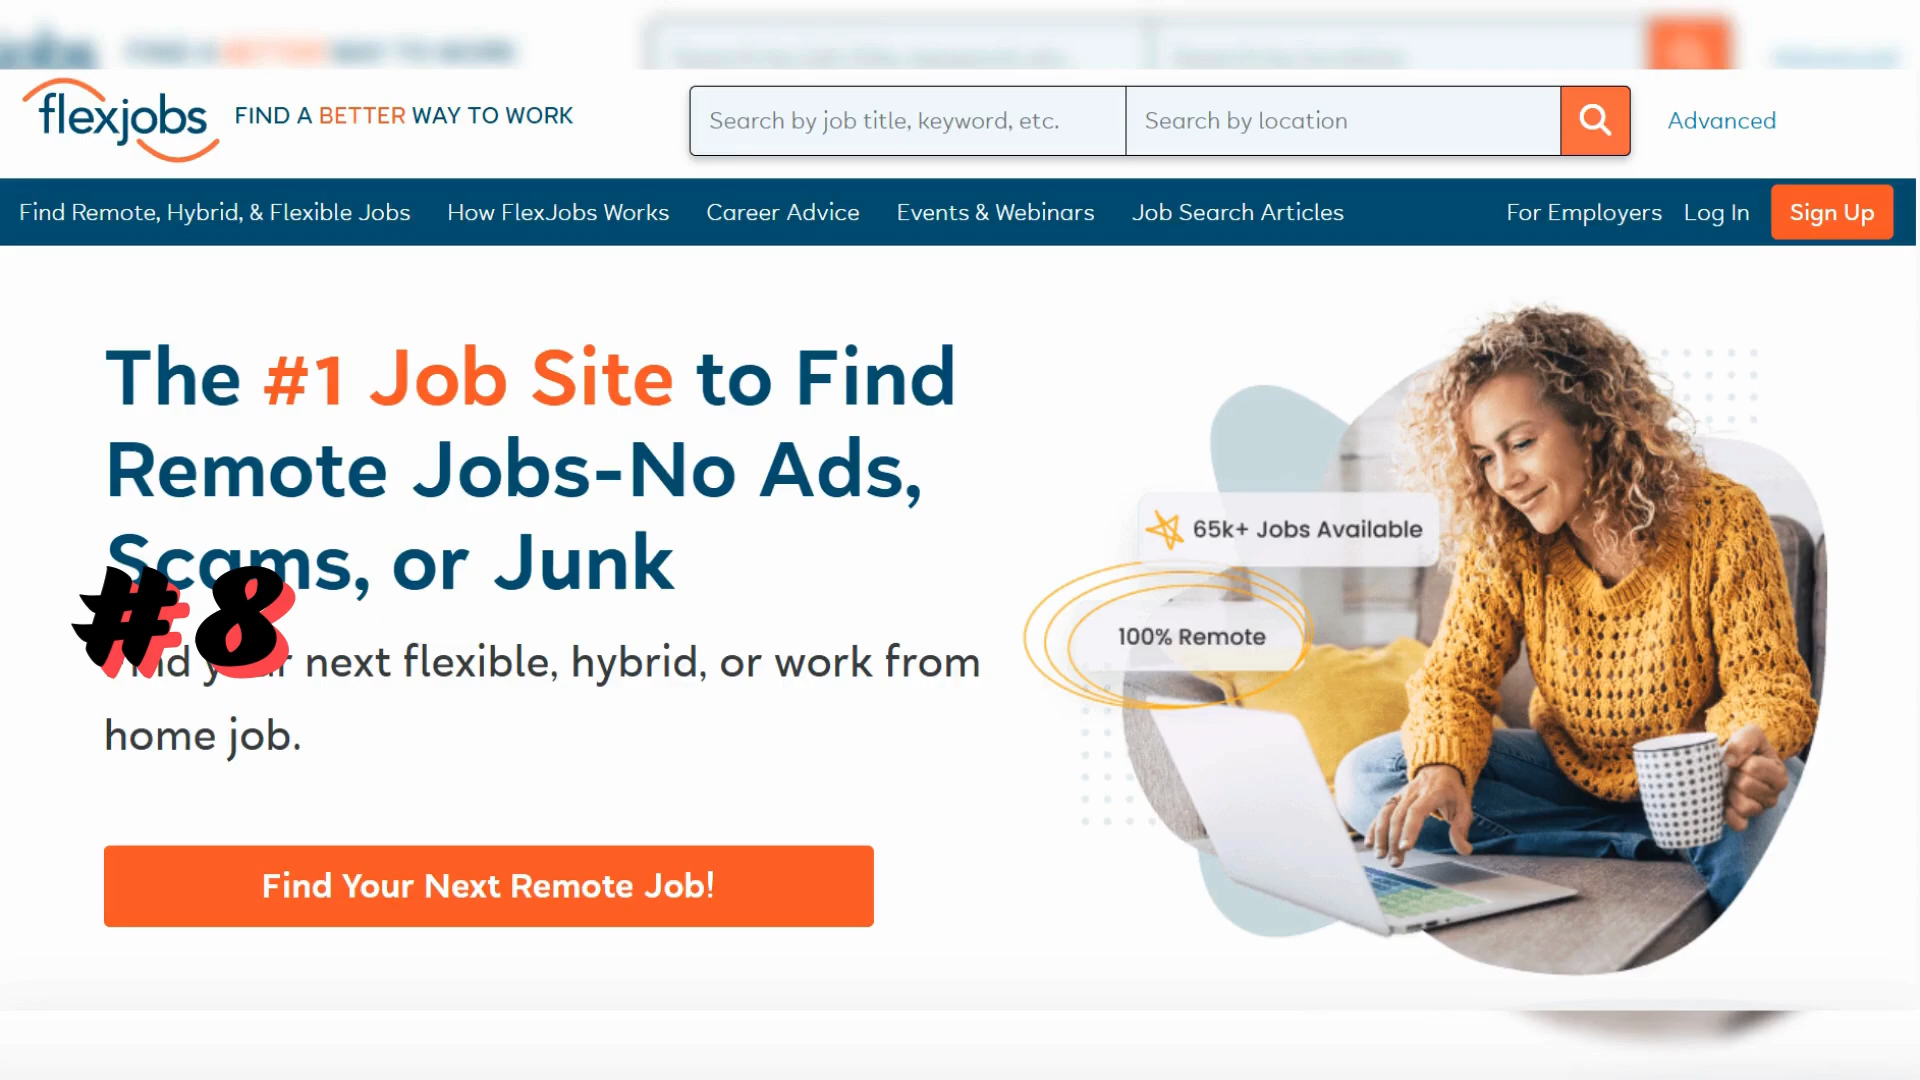 flexjobs FIND A BETTER WAY TO WORK
Search by job title, keyword, etc. Search by location Advanced
Find Remote, Hybrid, & Flexible Jobs How FlexJobs Works Career Advice Events & Webinars Job Search Articles For Employers Log In Sign Up
The #1 Job Site to Find
Remote Jobs-No Ads,
Scams, or Junk
#8
next flexible, hybrid, or work from
home job.
Find Your Next Remote Job!
65k+ Jobs Available
100% Remote